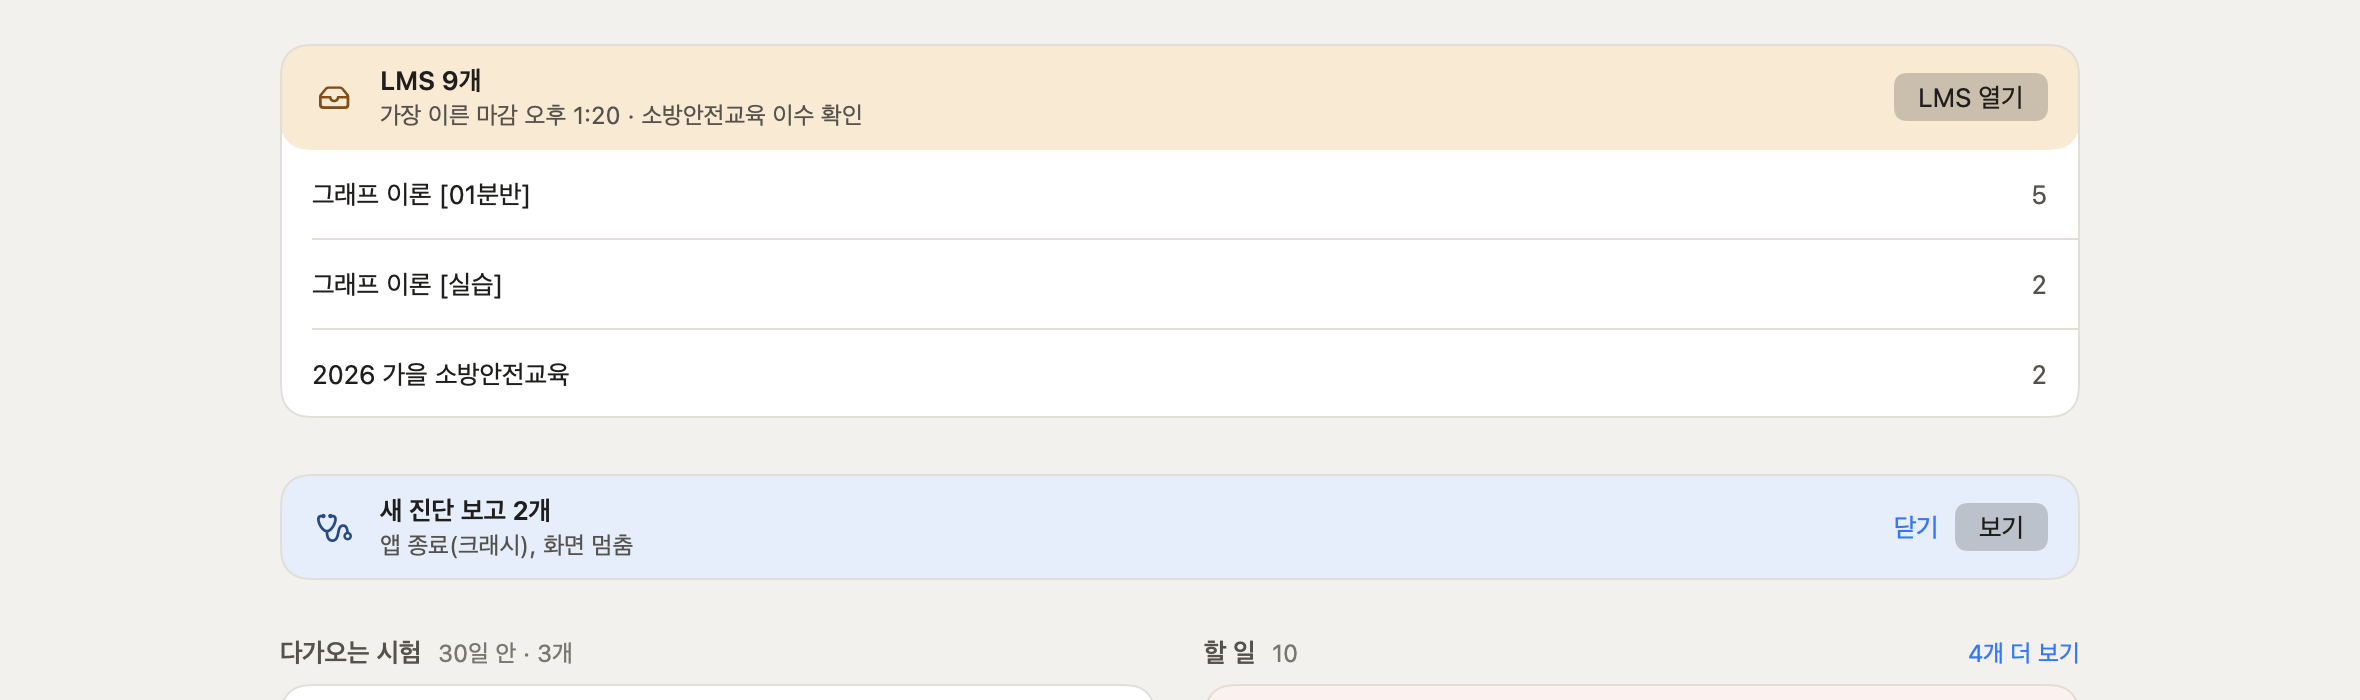 LMS 9개
가장 이른 마감 오후 1:20 · 소방안전교육 이수 확인
LMS 열기
그래프 이론 [01분반]
5
그래프 이론 [실습]
2
2026 가을 소방안전교육
2
새 진단 보고 2개
앱 종료(크래시), 화면 멈춤
닫기
보기
다가오는 시험 30일 안 · 3개
할 일 10
4개 더 보기